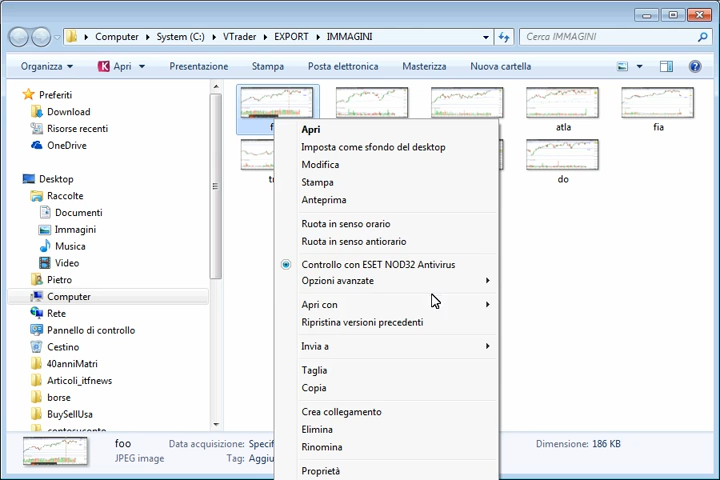 Computer System (C:) VTrader EXPORT IMMAGINI Cerca IMMAGINI
Organizza Apri Presentazione Stampa Posta elettronica Masterizza Nuova cartella
Preferiti
Download
Risorse recenti
OneDrive
Desktop
Raccolte
Documenti
Immagini
Musica
Video
Pietro
Computer
Rete
Pannello di controllo
Cestino
40anniMatri
Articoli_itfnews
borse
BuySellUsa
contocuonto
atla fia
do
Apri
Imposta come sfondo del desktop
Modifica
Stampa
Anteprima
Ruota in senso orario
Ruota in senso antiorario
Controllo con ESET NOD32 Antivirus
Opzioni avanzate
Apri con
Ripristina versioni precedenti
Invia a
Taglia
Copia
Crea collegamento
Elimina
Rinomina
Proprietà
foo Data acquisizione: Specif Dimensione: 186 KB
JPEG image Tag: Aggiu